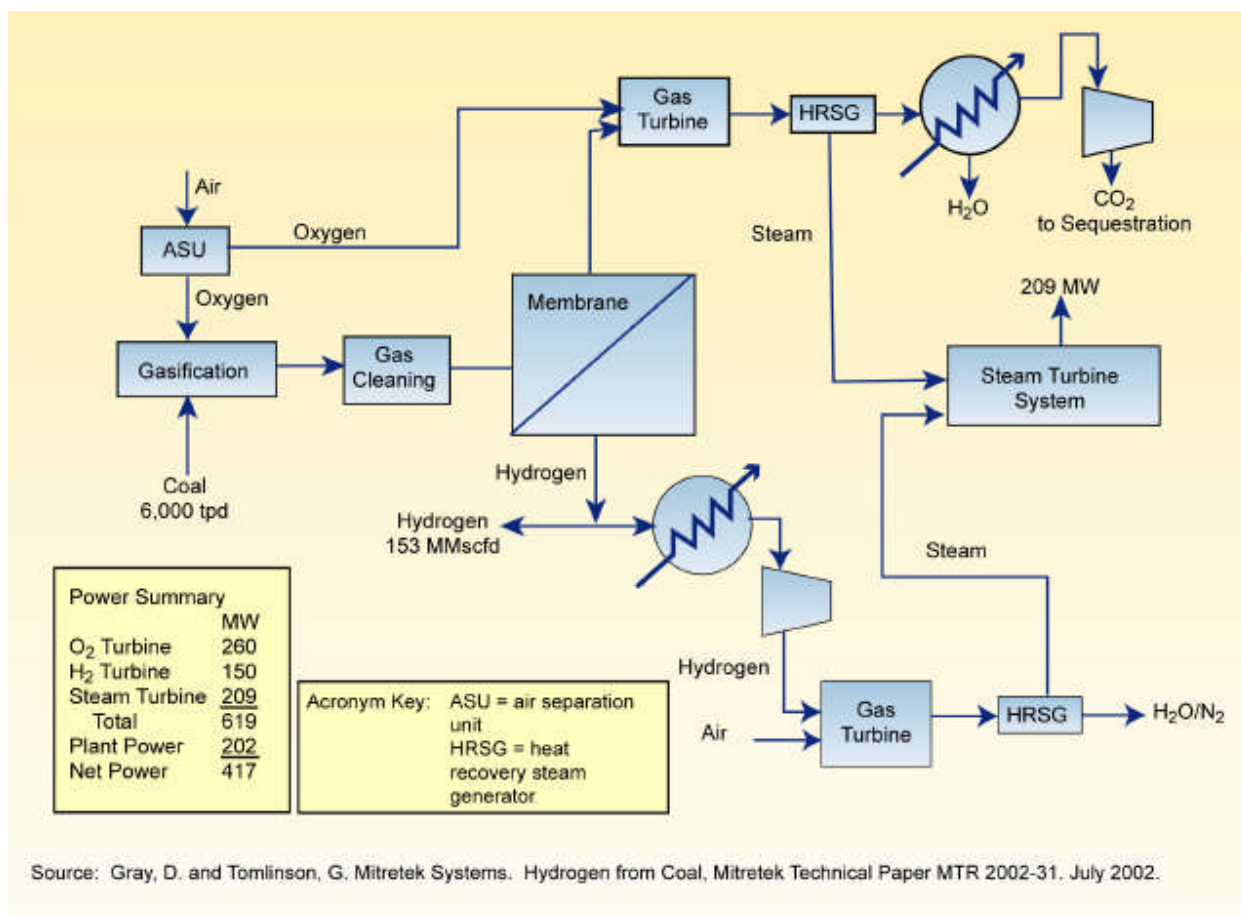 Gas
Turbine
HRSG
Air
ASU
Oxygen
Oxygen
H₂O
CO₂
to Sequestration
Steam
209 MW
Membrane
Gasification
Gas
Cleaning
Steam Turbine
System
Coal
6,000 tpd
Hydrogen
Hydrogen
153 MMscfd
Steam
Power Summary
MW
O₂ Turbine 260
H₂ Turbine 150
Steam Turbine 209
Total 619
Plant Power 202
Net Power 417
Acronym Key: ASU = air separation
unit
HRSG = heat
recovery steam
generator
Hydrogen
Air
Gas
Turbine
HRSG
H₂O/N₂
Source: Gray, D. and Tomlinson, G. Mitretek Systems. Hydrogen from Coal, Mitretek Technical Paper MTR 2002-31. July 2002.